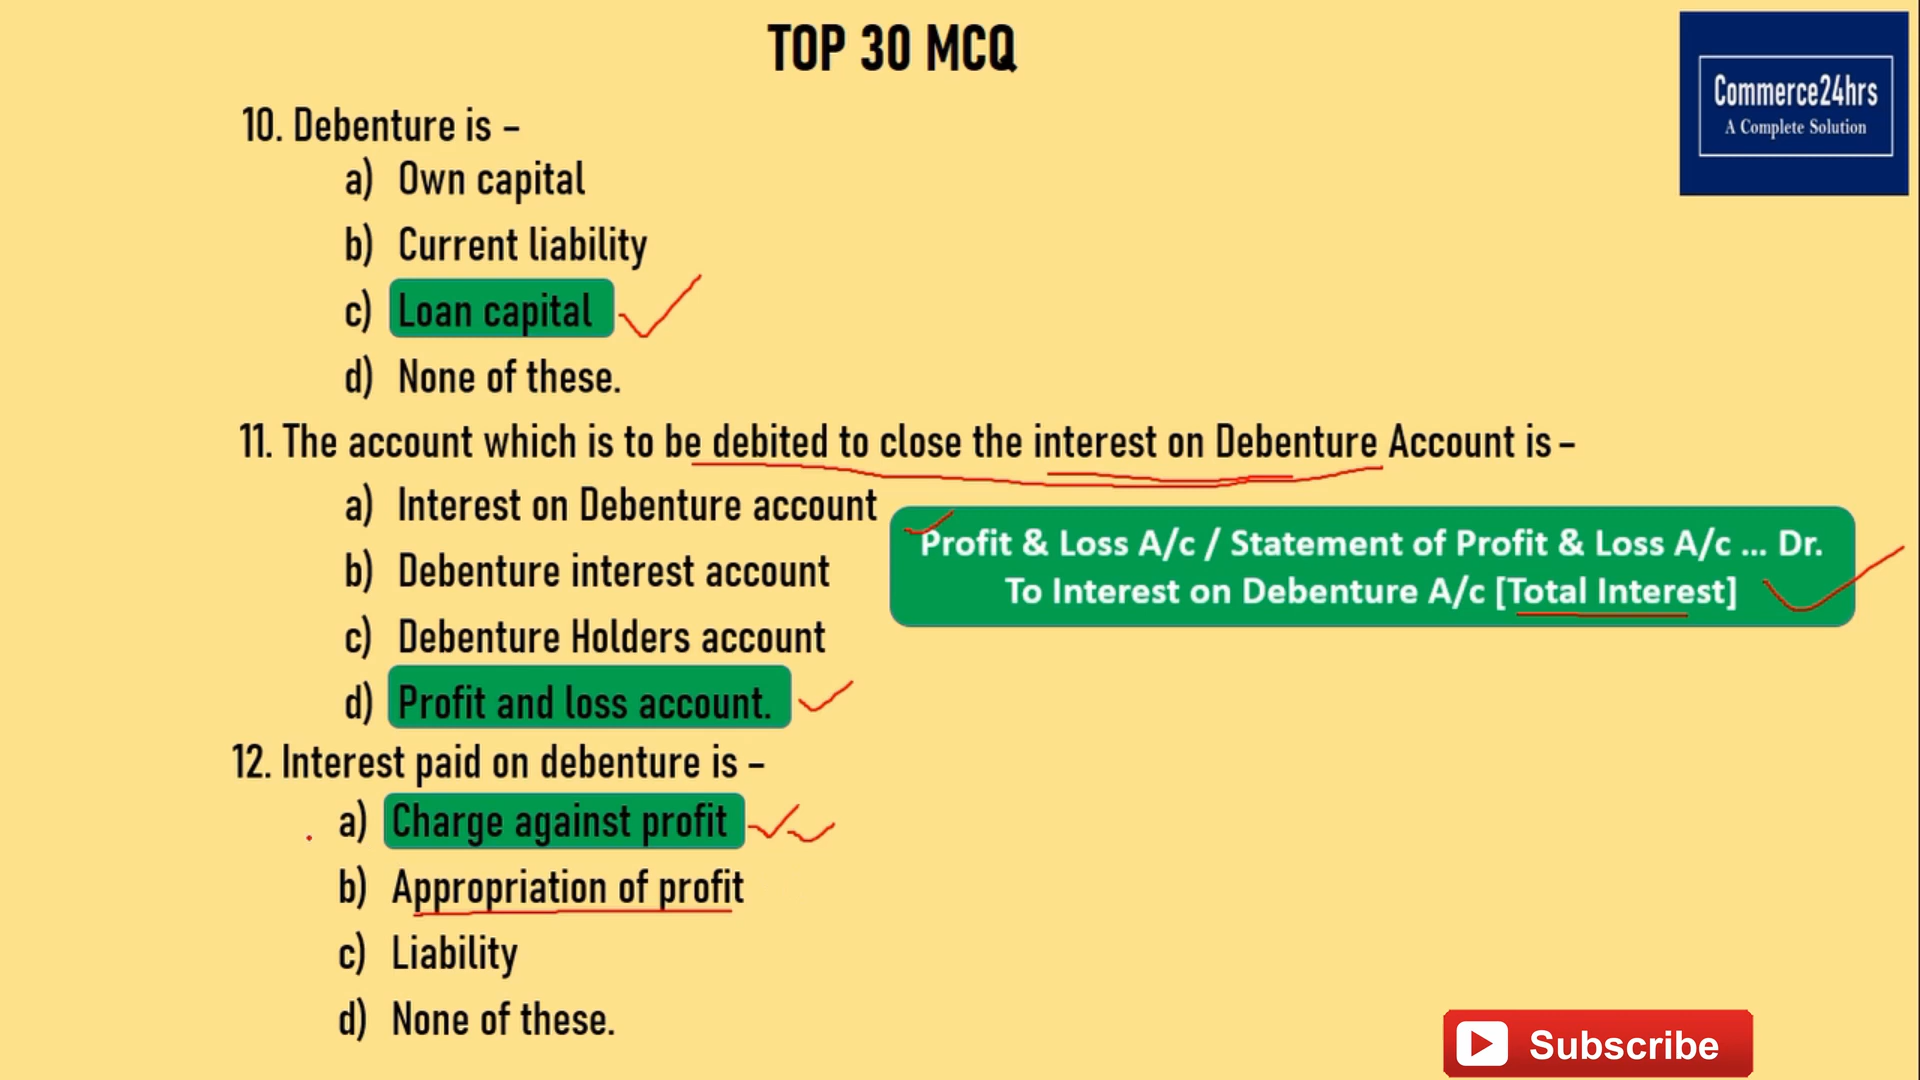 TOP 30 MCQ
Commerce24hrs
A Complete Solution
10. Debenture is –
a) Own capital
b) Current liability
c) Loan capital
d) None of these.
11. The account which is to be debited to close the interest on Debenture Account is –
a) Interest on Debenture account
b) Debenture interest account
c) Debenture Holders account
d) Profit and loss account.
Profit & Loss A/c / Statement of Profit & Loss A/c ... Dr.
To Interest on Debenture A/c [Total Interest]
12. Interest paid on debenture is –
a) Charge against profit
b) Appropriation of profit
c) Liability
d) None of these.
Subscribe